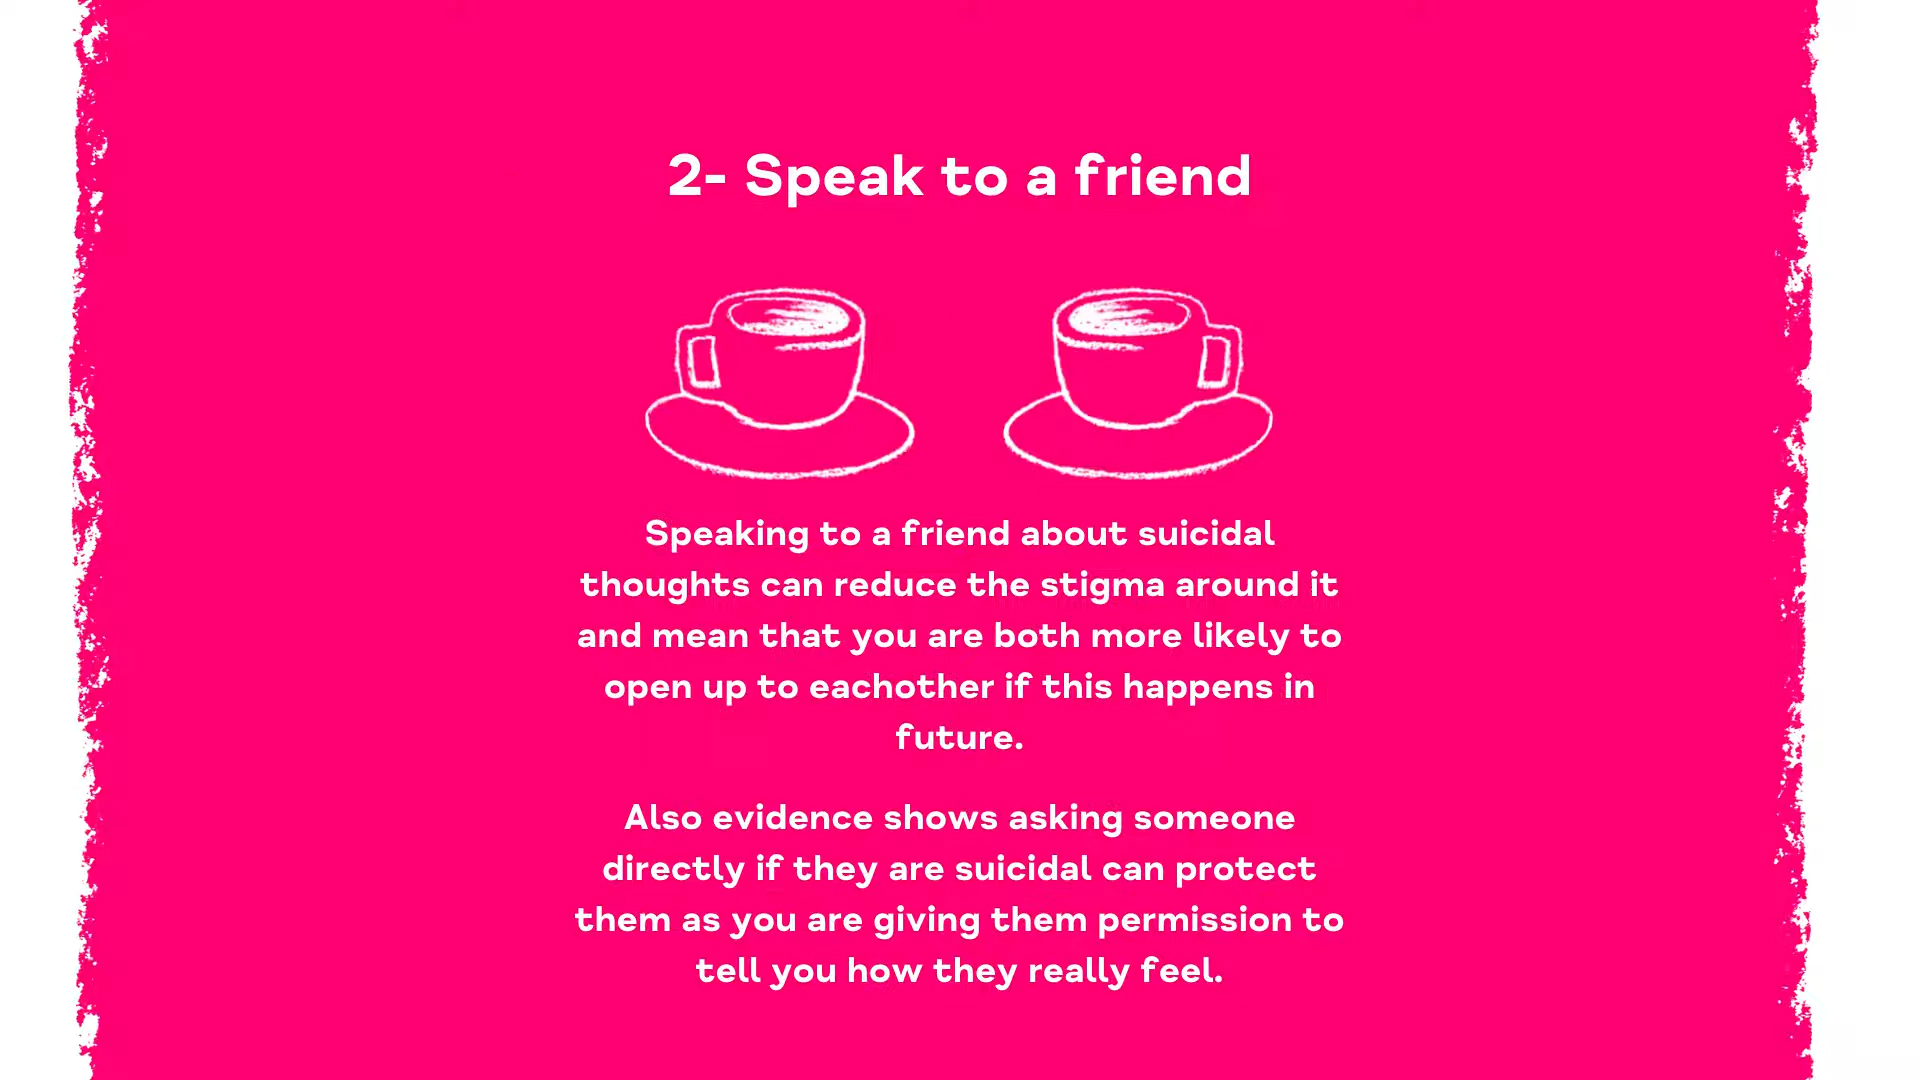 2- Speak to a friend
Speaking to a friend about suicidal
thoughts can reduce the stigma around it
and mean that you are both more likely to
open up to eachother if this happens in
future.
Also evidence shows asking someone
directly if they are suicidal can protect
them as you are giving them permission to
tell you how they really feel.